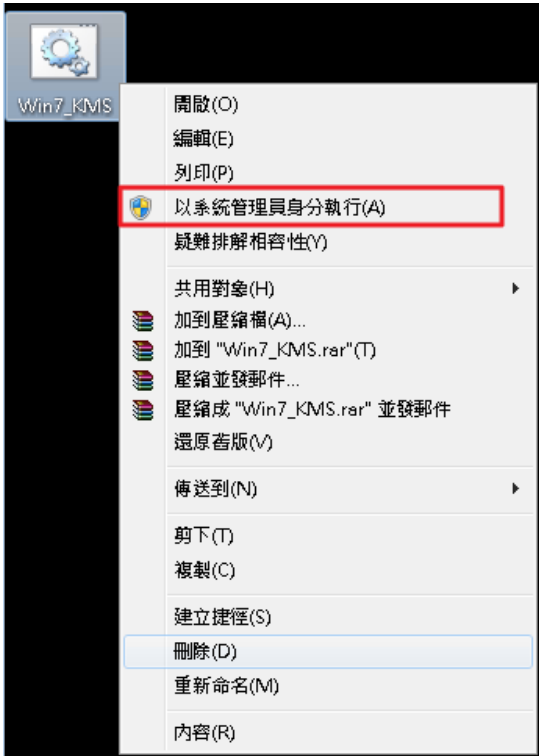 Win7_KMS
開啟(O)
編輯(E)
列印(P)
以系統管理員身分執行(A)
疑難排解相容性(Y)
共用對象(H)
加到壓縮檔(A)...
加到 "Win7_KMS.rar"(T)
壓縮並發郵件...
壓縮成 "Win7_KMS.rar" 並發郵件
還原舊版(V)
傳送到(N)
剪下(T)
複製(C)
建立捷徑(S)
刪除(D)
重新命名(M)
內容(R)